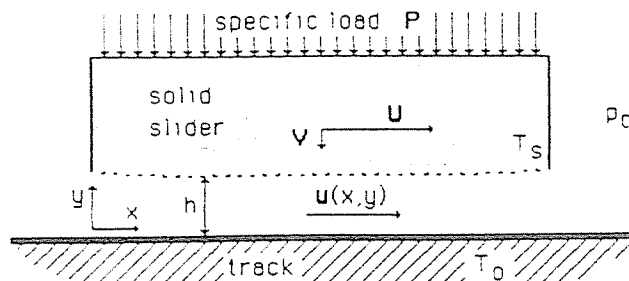 specific load P
solid
slider
U
V
T_s
p_0
y
x
h
u(x,y)
track
T_0